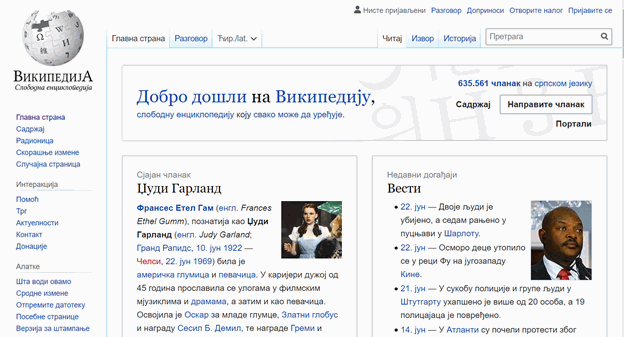 Нисте пријављени Разговор Доприноси Отворите налог Пријавите се
Главна страна Разговор Ћир./lat. Читај Извор Историја Претрага
ВикипедијА
Слободна енциклопедија
Главна страна
Садржај
Радионица
Скорашње измене
Случајна страница
Интеракција
Помоћ
Трг
Актуелности
Контакт
Донације
Алатке
Шта води овамо
Сродне измене
Отпремите датотеку
Посебне странице
Верзија за штампање
Добро дошли на Википедију,
слободну енциклопедију коју свако може да уређује.
635.561 чланак на српском језику
Садржај Направите чланак
Портали
Сјајан чланак
Џуди Гарланд
Франсес Етел Гам (енгл. Frances
Ethel Gumm), познатија као Џуди
Гарланд (енгл. Judy Garland;
Гранд Рапидс, 10. јун 1922 —
Челси, 22. јун 1969) била је
америчка глумица и певачица. У каријери дужој од
45 година прославила се улогама у филмским
мјузиклима и драмама, а затим и као певачица.
Освојила је Оскар за младе глумце, Златни глобус
и награду Сесил Б. Демил, те награде Греми и
Недавни догађаји
Вести
22. јун — Двоје људи је
убијено, а седам рањено у
пуцњави у Шарлоту.
22. јун — Осморо деце утопило
се у реци Фу на југозападу
Кине.
21. јун — У сукобу полиције и групе људи у
Штутгарту ухапшено је више од 20 особа, а 19
полицајаца је повређено.
14. јун — У Атланти су почели протести због